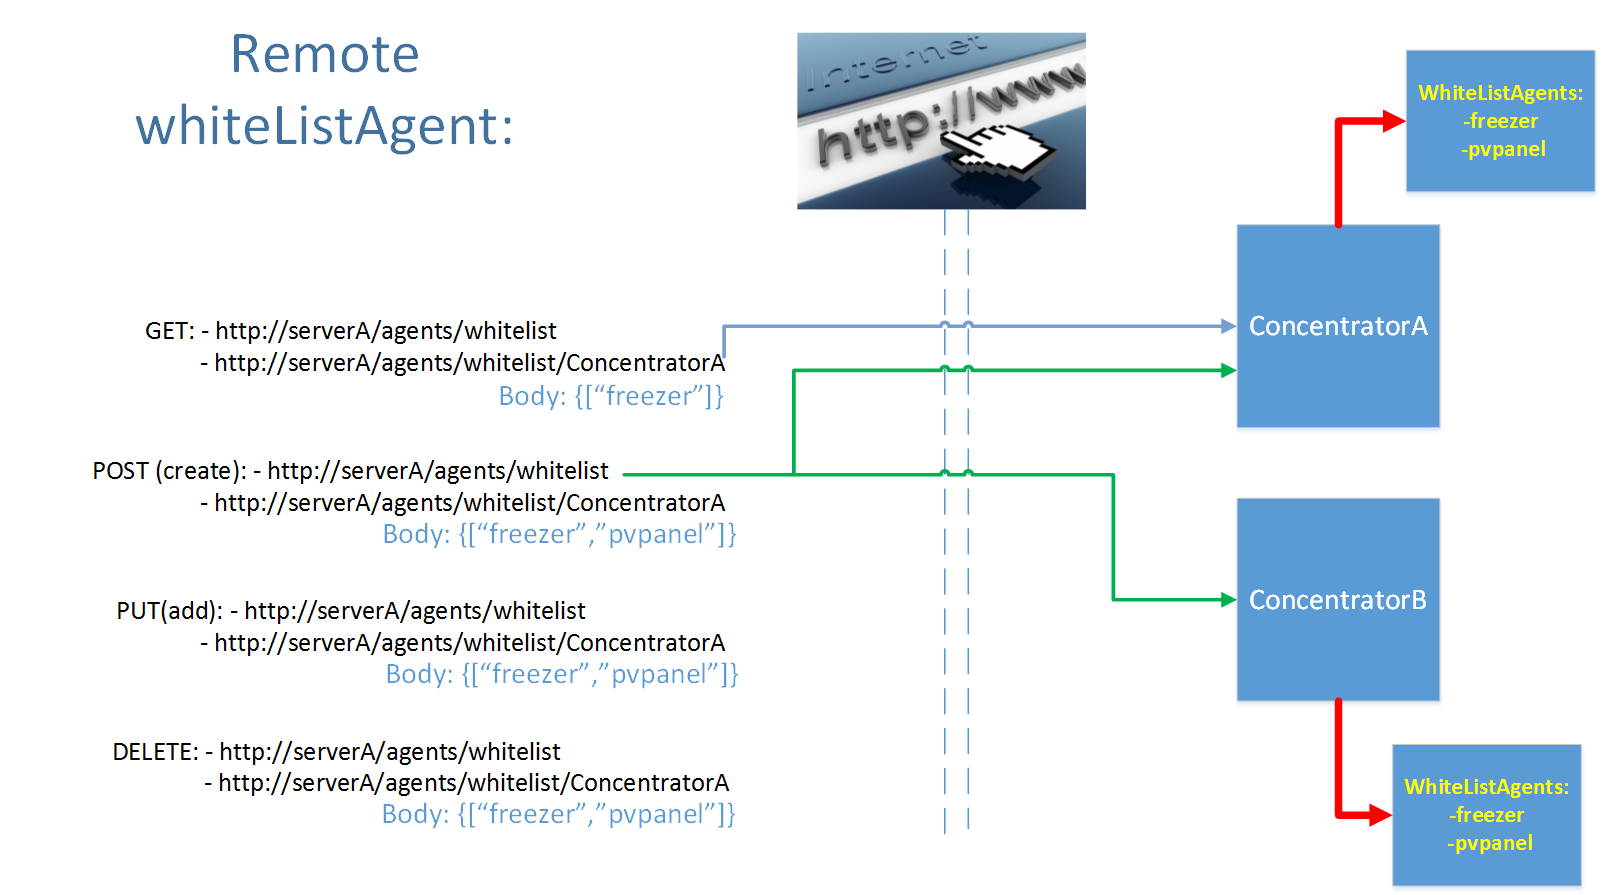 Remote
whiteListAgent:
Internet
http://www
WhiteListAgents:
-freezer
-pvpanel
ConcentratorA
GET: - http://serverA/agents/whitelist
- http://serverA/agents/whitelist/ConcentratorA
Body: {[“freezer”]}
POST (create): - http://serverA/agents/whitelist
- http://serverA/agents/whitelist/ConcentratorA
Body: {[“freezer”,”pvpanel”]}
ConcentratorB
PUT(add): - http://serverA/agents/whitelist
- http://serverA/agents/whitelist/ConcentratorA
Body: {[“freezer”,”pvpanel”]}
DELETE: - http://serverA/agents/whitelist
- http://serverA/agents/whitelist/ConcentratorA
Body: {[“freezer”,”pvpanel”]}
WhiteListAgents:
-freezer
-pvpanel